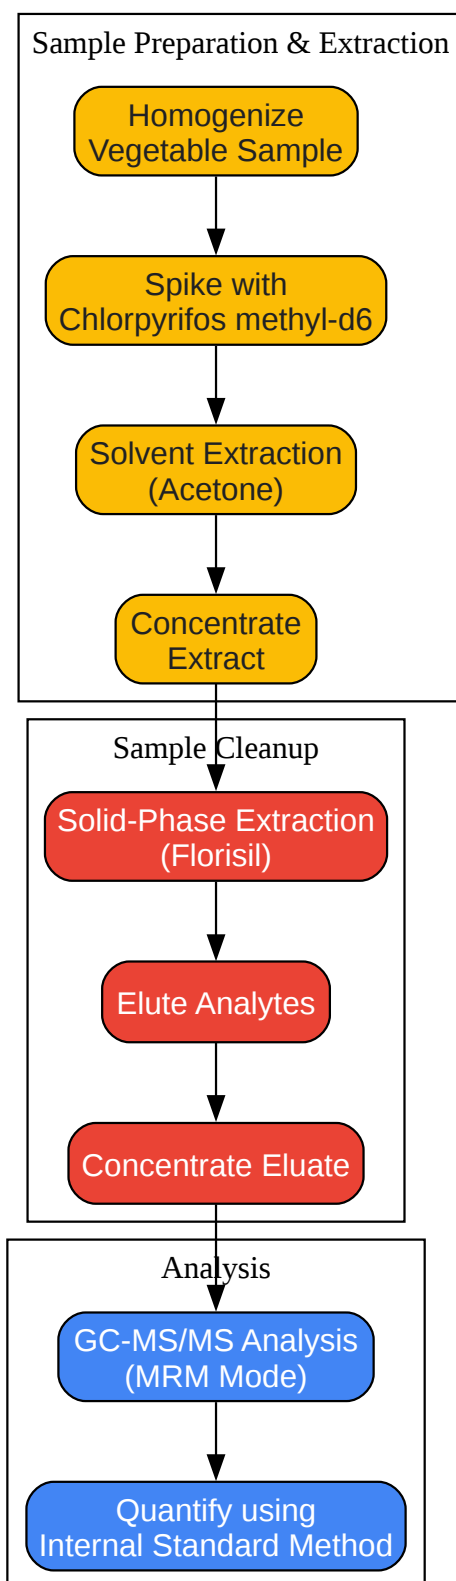 Sample Preparation & Extraction
Homogenize
Vegetable Sample
Spike with
Chlorpyrifos methyl-d6
Solvent Extraction
(Acetone)
Concentrate
Extract
Sample Cleanup
Solid-Phase Extraction
(Florisil)
Elute Analytes
Concentrate Eluate
Analysis
GC-MS/MS Analysis
(MRM Mode)
Quantify using
Internal Standard Method